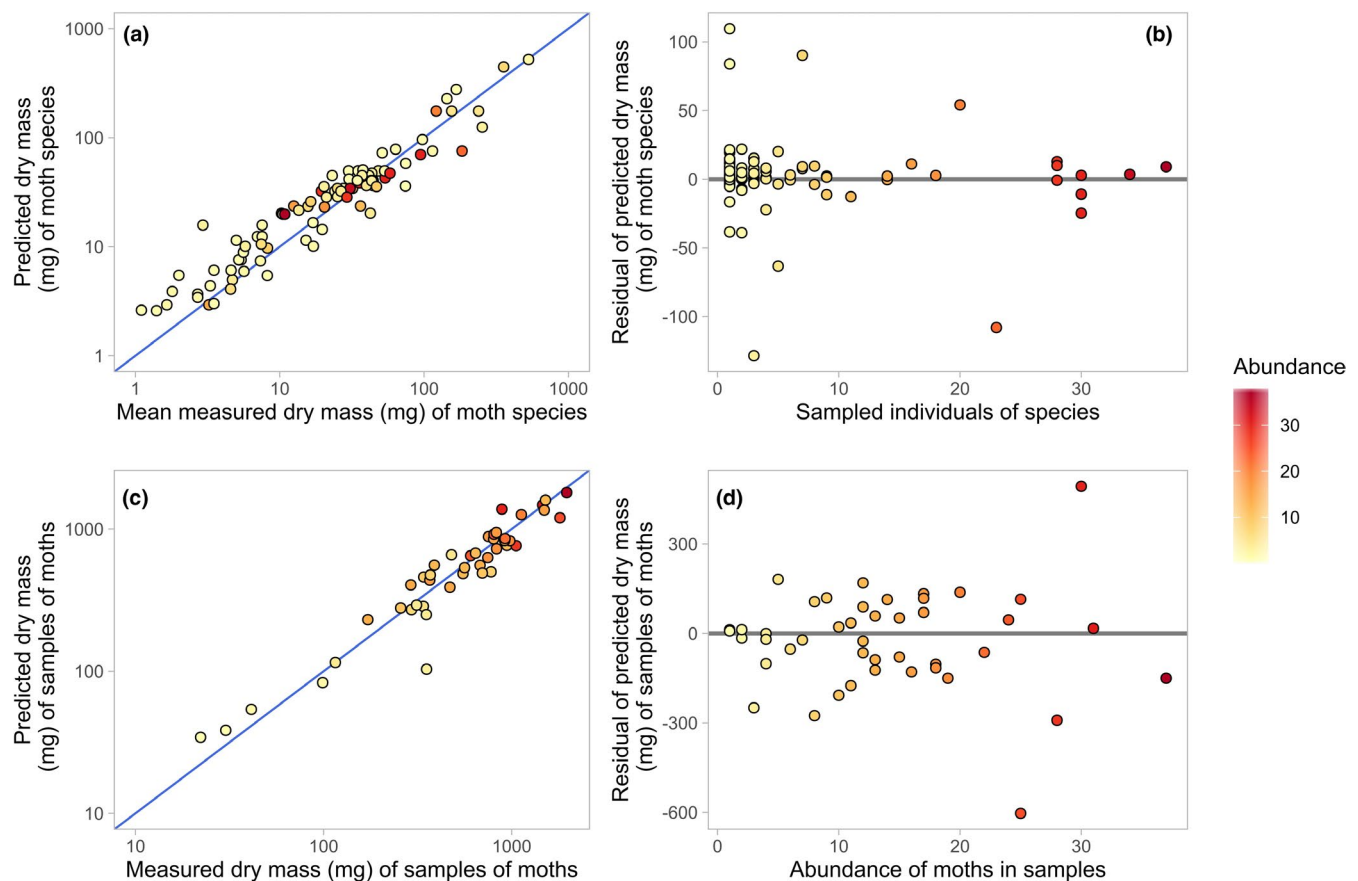 (a)
Predicted dry mass
(mg) of moth species
1000
100
10
1
1 10 100 1000
Mean measured dry mass (mg) of moth species
(b)
Residual of predicted dry mass
(mg) of moth species
100
50
0
-50
-100
0 10 20 30
Sampled individuals of species
(c)
Predicted dry mass
(mg) of samples of moths
1000
100
10
10 100 1000
Measured dry mass (mg) of samples of moths
(d)
Residual of predicted dry mass
(mg) of samples of moths
300
0
-300
-600
0 10 20 30
Abundance of moths in samples
Abundance
30
20
10